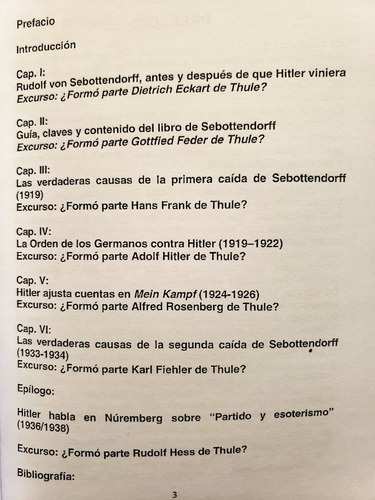 Prefacio
Introducción
Cap. I:
Rudolf von Sebottendorff, antes y después de que Hitler viniera
Excurso: ¿Formó parte Dietrich Eckart de Thule?
Cap. II:
Guía, claves y contenido del libro de Sebottendorff
Excurso: ¿Formó parte Gottfied Feder de Thule?
Cap. III:
Las verdaderas causas de la primera caída de Sebottendorff
(1919)
Excurso: ¿Formó parte Hans Frank de Thule?
Cap. IV:
La Orden de los Germanos contra Hitler (1919–1922)
Excurso: ¿Formó parte Adolf Hitler de Thule?
Cap. V:
Hitler ajusta cuentas en Mein Kampf (1924-1926)
Excurso: ¿Formó parte Alfred Rosenberg de Thule?
Cap. VI:
Las verdaderas causas de la segunda caída de Sebottendorff
(1933-1934)
Excurso: ¿Formó parte Karl Fiehler de Thule?
Epílogo:
Hitler habla en Núremberg sobre “Partido y esoterismo”
(1936/1938)
Excurso: ¿Formó parte Rudolf Hess de Thule?
Bibliografía:
3